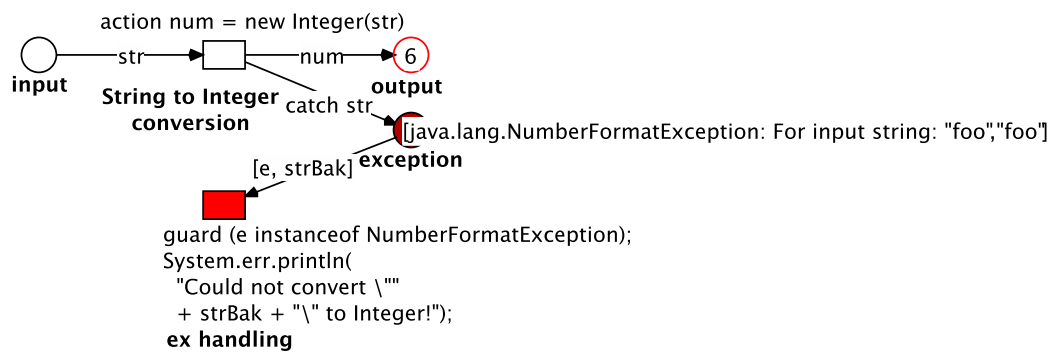 action num = new Integer(str)
str
num
6
input
output
String to Integer
conversion
catch str
[java.lang.NumberFormatException: For input string: "foo","foo"]
exception
[e, strBak]
guard (e instanceof NumberFormatException);
System.err.println(
"Could not convert \""
+ strBak + "\" to Integer!");
ex handling